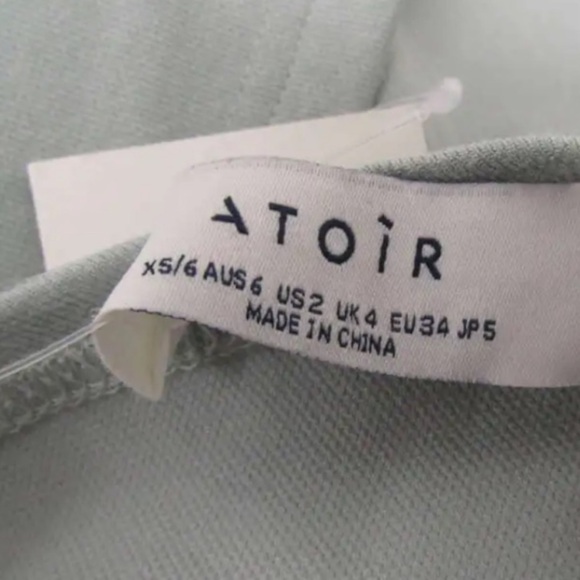 ATOÌR
XS/6 AUS6 US2 UK4 EU34 JP5
MADE IN CHINA